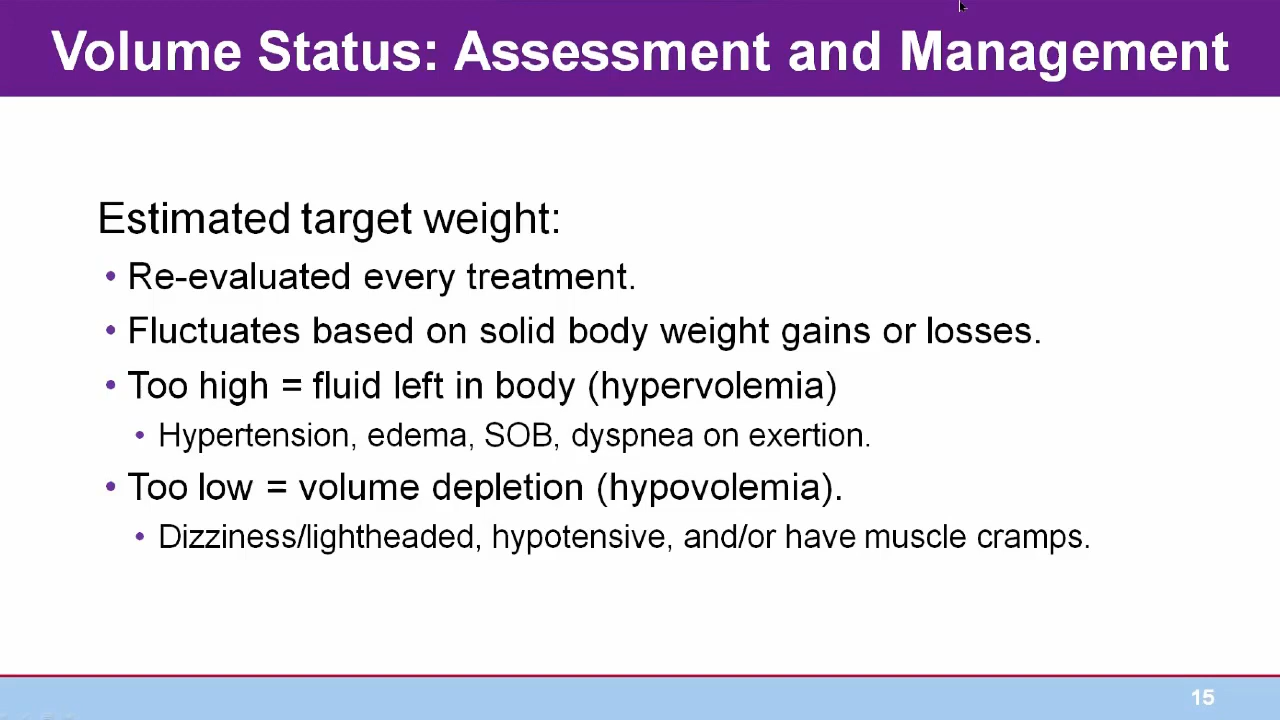 Volume Status: Assessment and Management
Estimated target weight:
• Re-evaluated every treatment.
• Fluctuates based on solid body weight gains or losses.
• Too high = fluid left in body (hypervolemia)
• Hypertension, edema, SOB, dyspnea on exertion.
• Too low = volume depletion (hypovolemia).
• Dizziness/lightheaded, hypotensive, and/or have muscle cramps.
15